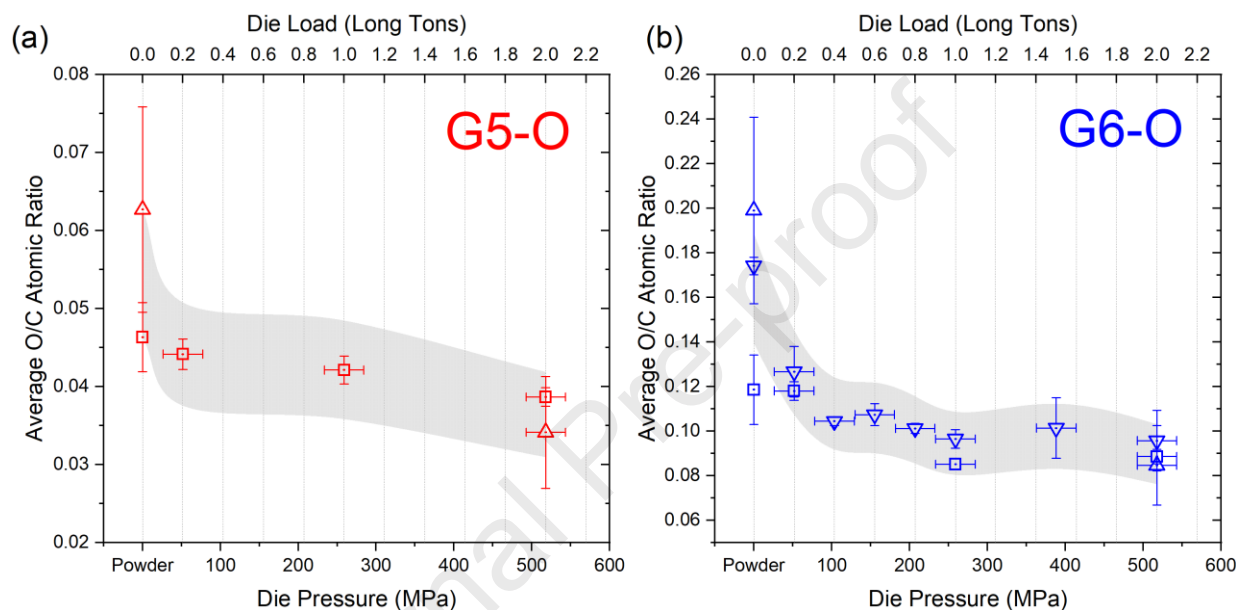 (a)
Die Load (Long Tons)
0.0 0.2 0.4 0.6 0.8 1.0 1.2 1.4 1.6 1.8 2.0 2.2
G5-O
Average O/C Atomic Ratio
0.08
0.07
0.06
0.05
0.04
0.03
0.02
Powder 100 200 300 400 500 600
Die Pressure (MPa)
(b)
Die Load (Long Tons)
0.0 0.2 0.4 0.6 0.8 1.0 1.2 1.4 1.6 1.8 2.0 2.2
G6-O
Average O/C Atomic Ratio
0.26
0.24
0.22
0.20
0.18
0.16
0.14
0.12
0.10
0.08
0.06
Powder 100 200 300 400 500 600
Die Pressure (MPa)
nal Pre-proof